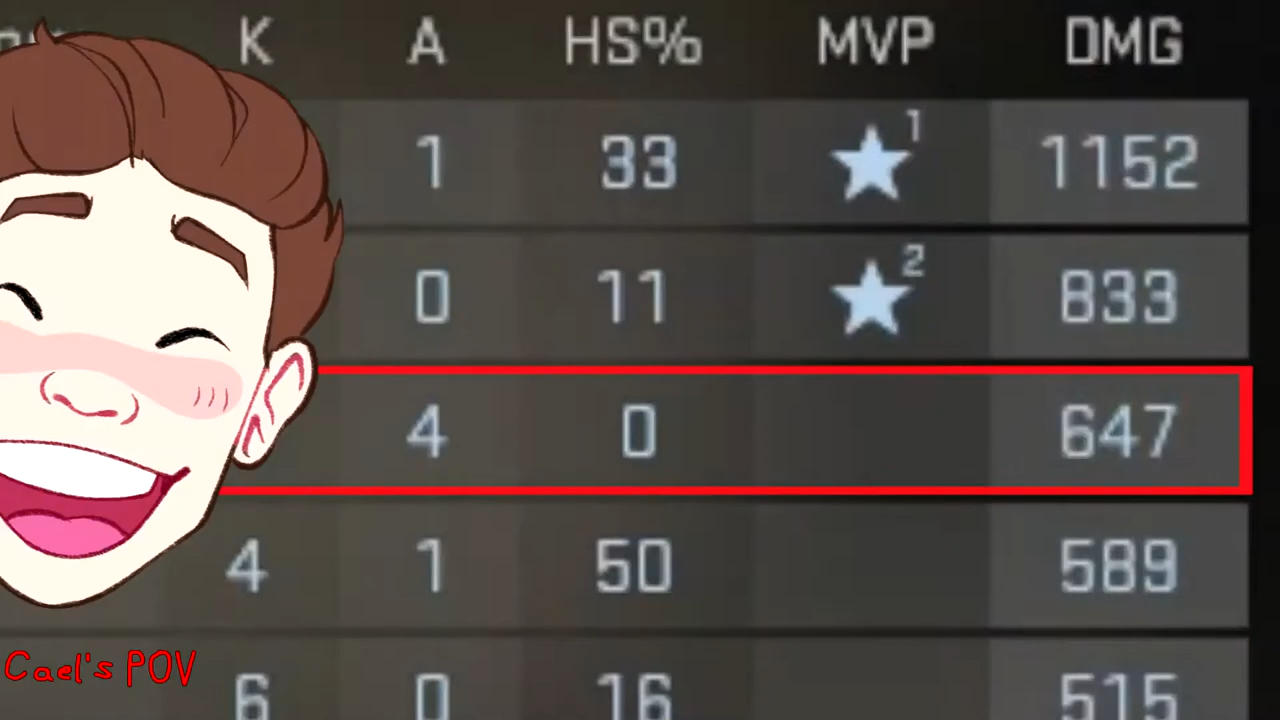 K A HS% MVP DMG
1 33 ★1 1152
0 11 ★2 833
4 0 647
4 1 50 589
6 0 16 515
Cael's POV